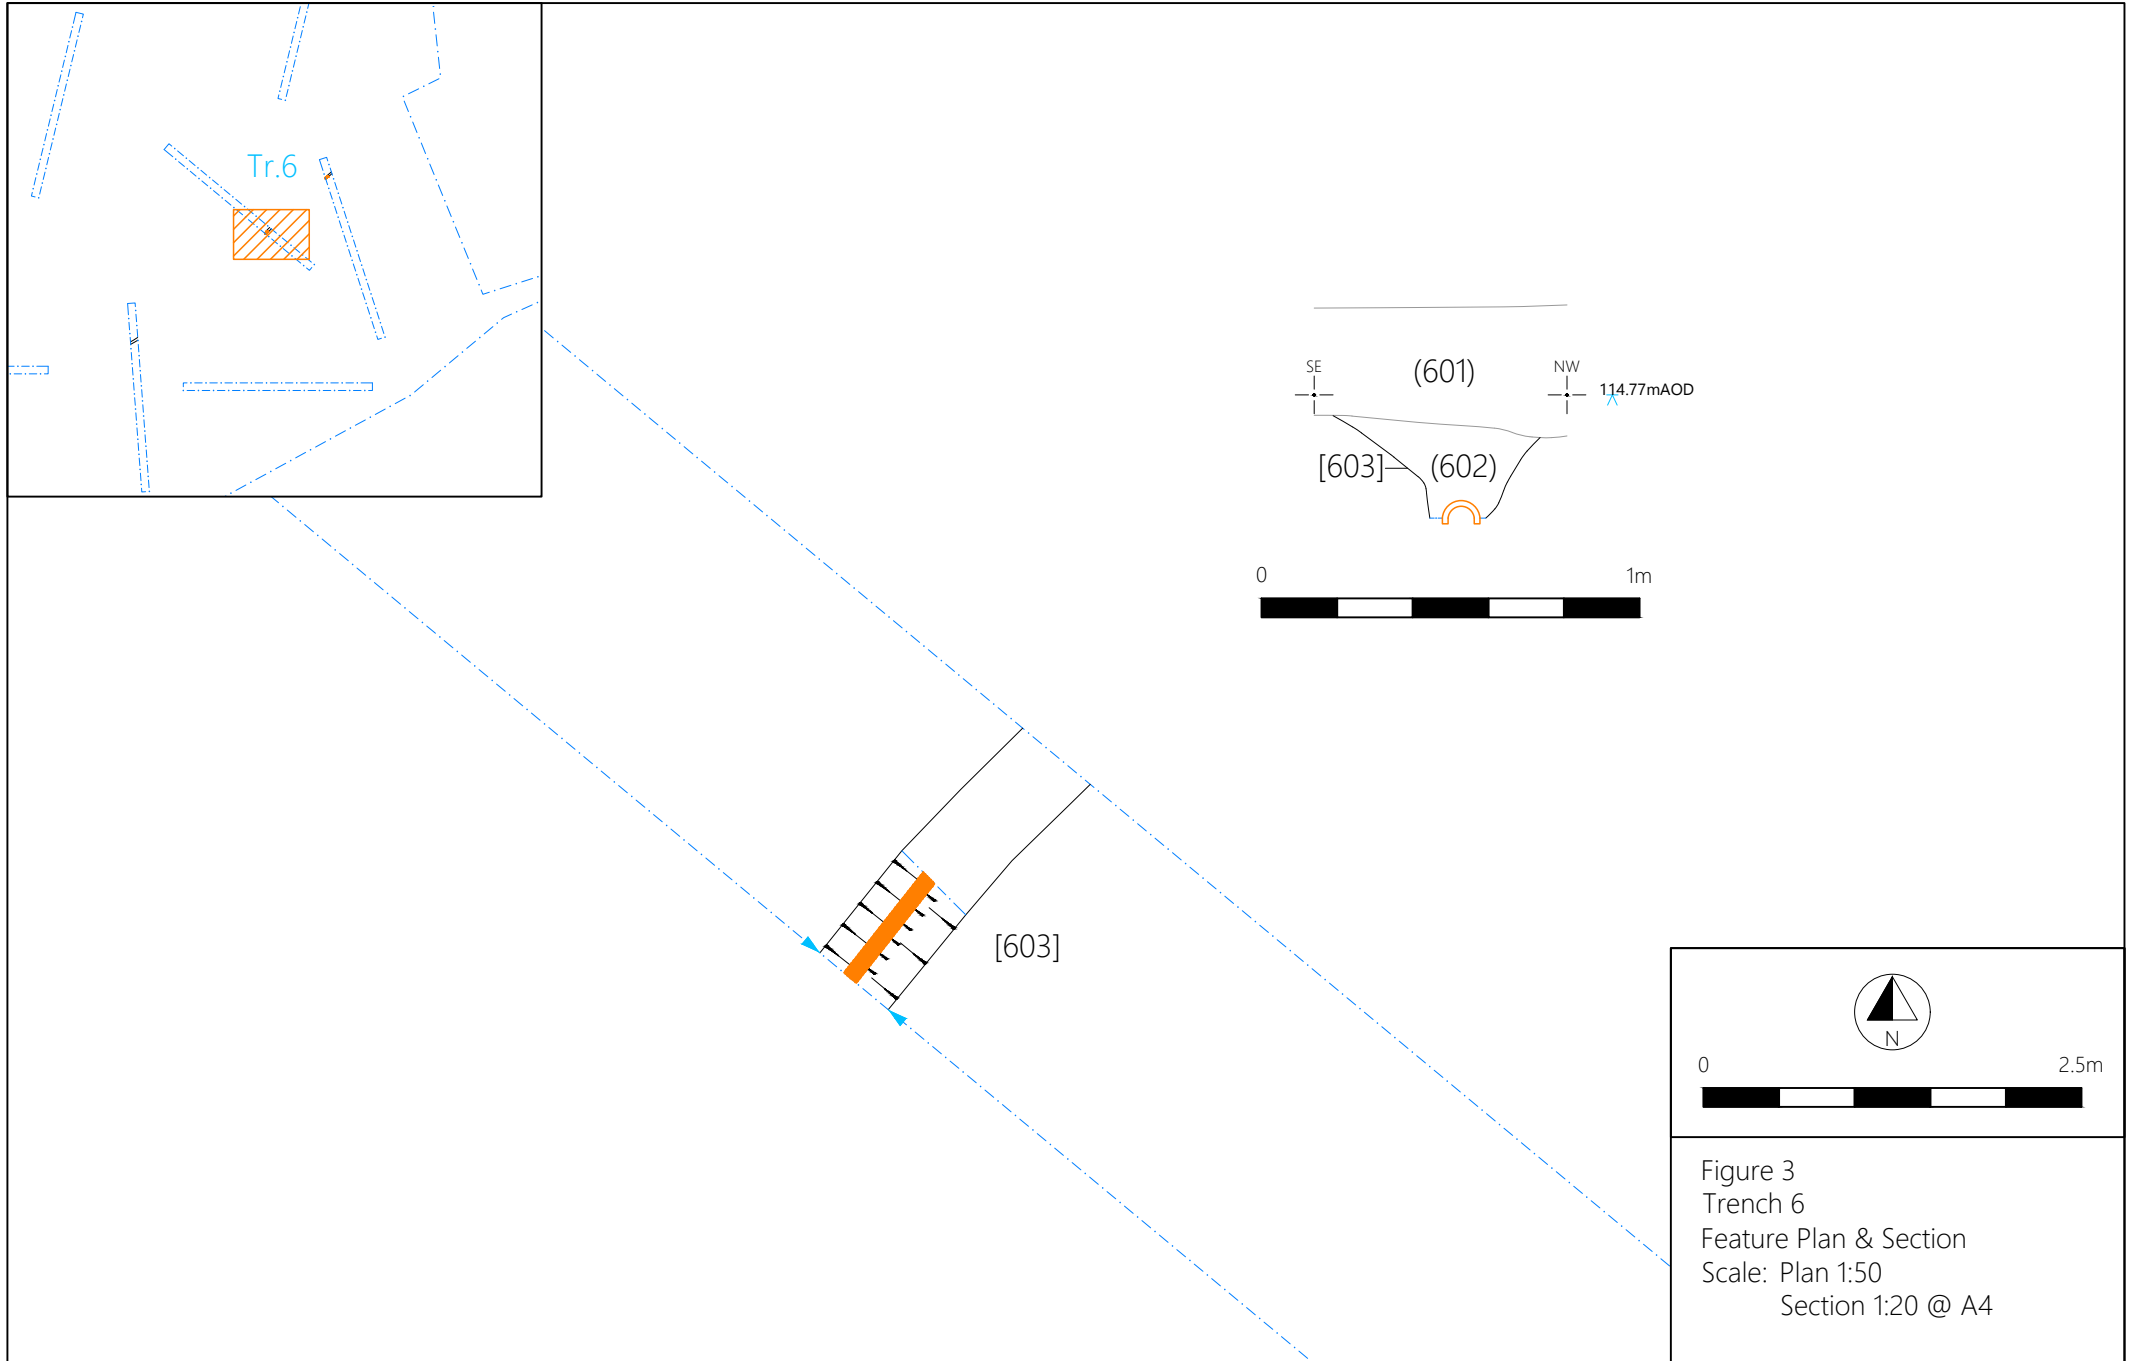 Tr.6
SE
(601)
NW
114.77mAOD
[603]
(602)
0 1m
[603]
N
0 2.5m
Figure 3
Trench 6
Feature Plan & Section
Scale: Plan 1:50
Section 1:20 @ A4